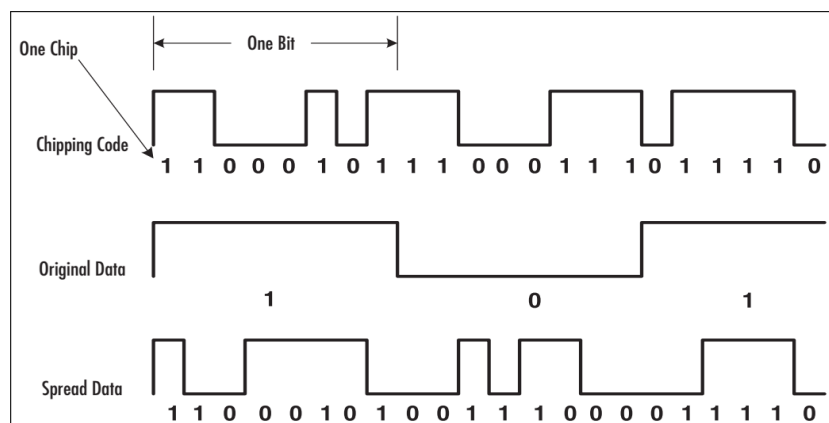 One Bit
One Chip
Chipping Code
1 1 0 0 0 1 0 1 1 1 0 0 0 1 1 1 0 1 1 1 1 0
Original Data
1 0 1
Spread Data
1 1 0 0 0 1 0 1 0 0 1 1 1 0 0 0 0 1 1 1 1 0